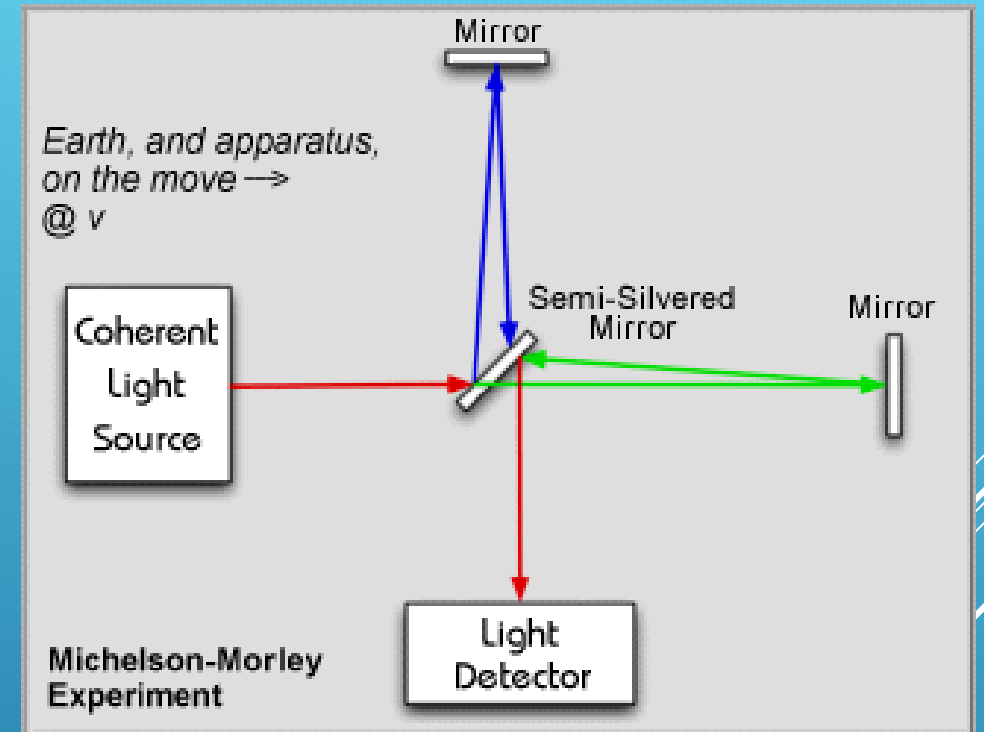 Mirror
Earth, and apparatus,
on the move —>
@ v
Semi-Silvered
Mirror
Mirror
Coherent
Light
Source
Light
Detector
Michelson-Morley
Experiment